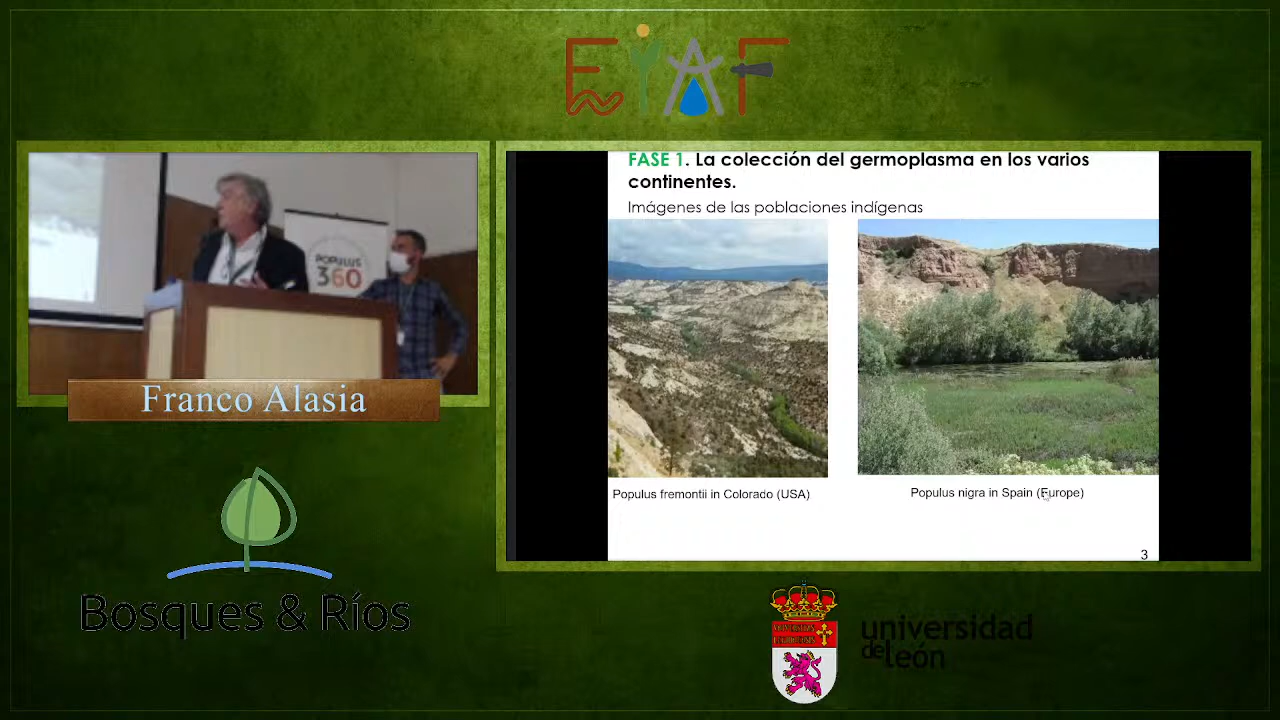 EIAF
FASE 1. La colección del germoplasma en los varios
continentes.
Imágenes de las poblaciones indígenas
POPULUS
360
Franco Alasia
Populus fremontii in Colorado (USA)
Populus nigra in Spain (Europe)
3
Bosques & Ríos
universidad
de león